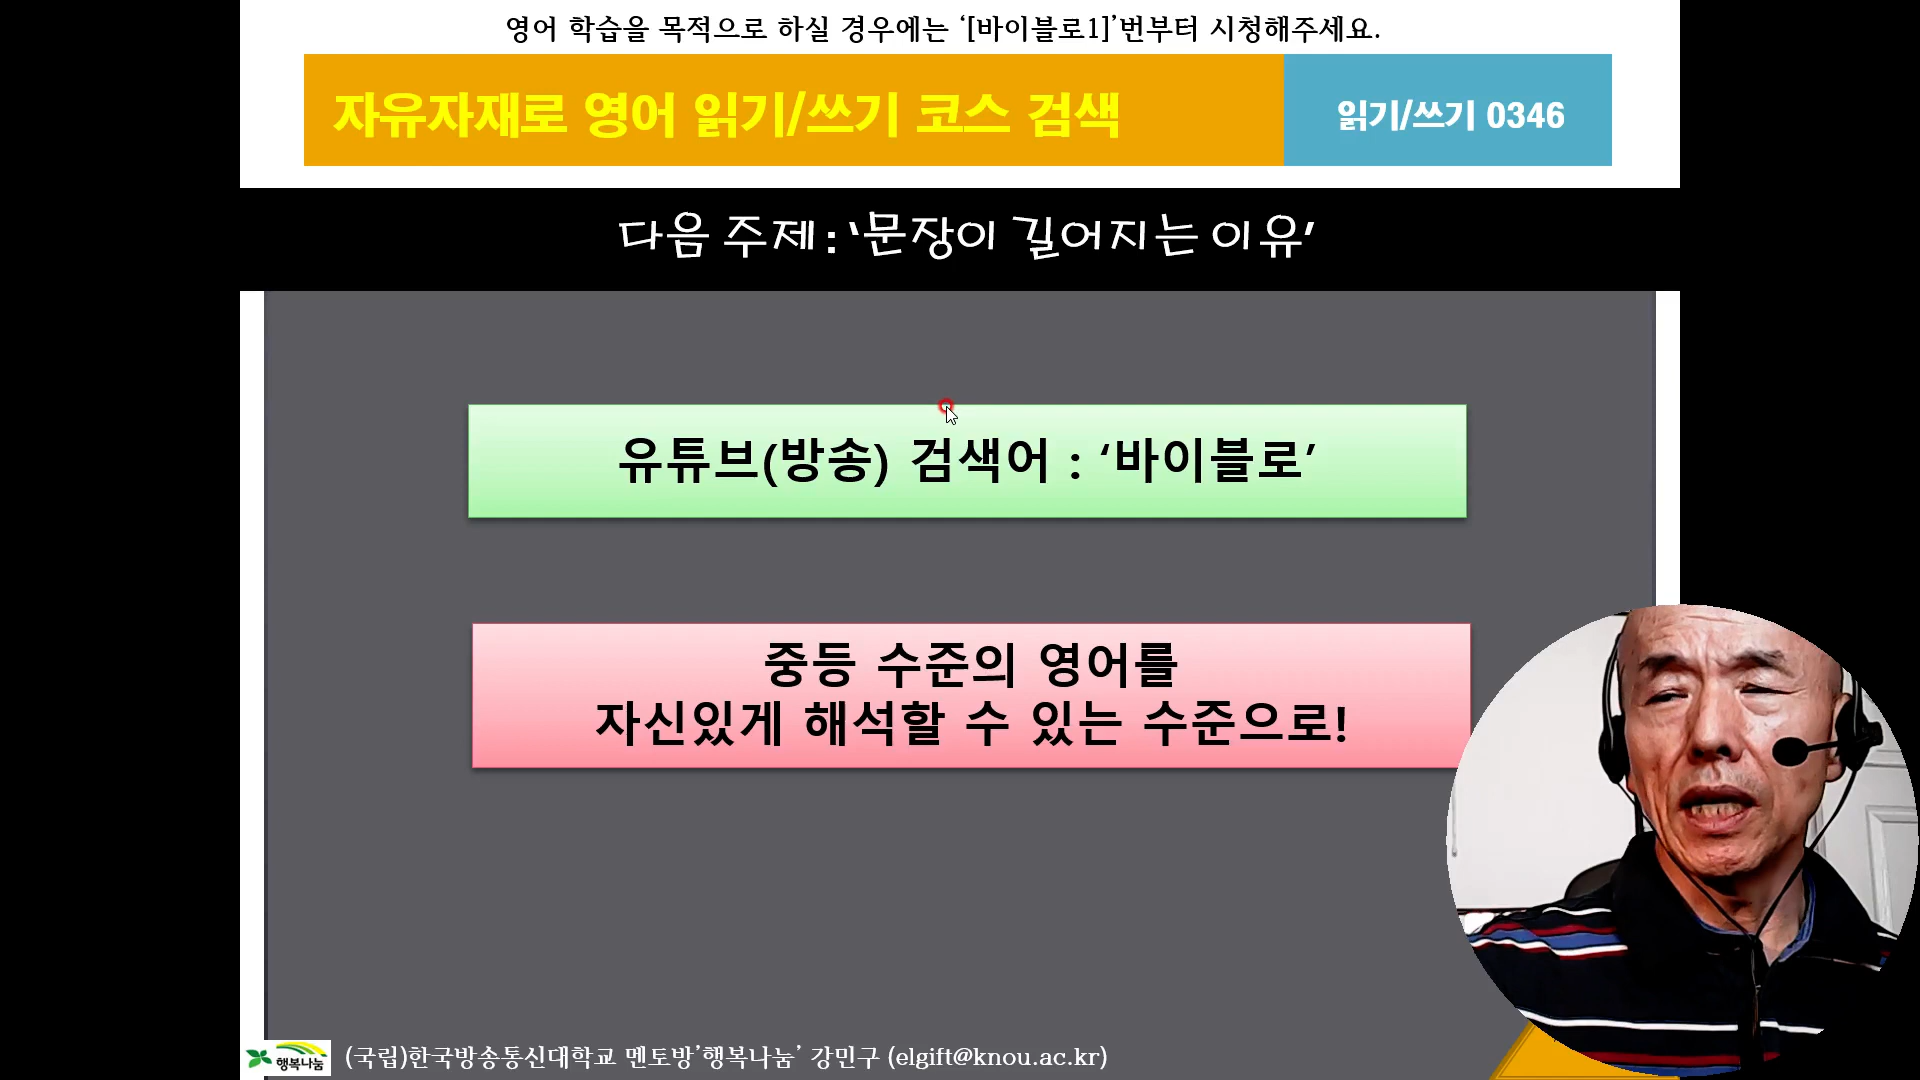 영어 학습을 목적으로 하실 경우에는 ‘[바이블로1]’번부터 시청해주세요.
자유자재로 영어 읽기/쓰기 코스 검색
읽기/쓰기 0346
다음 주제 : ‘문장이 길어지는 이유’
유튜브(방송) 검색어 : ‘바이블로’
중등 수준의 영어를
자신있게 해석할 수 있는 수준으로!
행복나눔
(국립)한국방송통신대학교 멘토방’행복나눔’ 강민구 (elgift@knou.ac.kr)